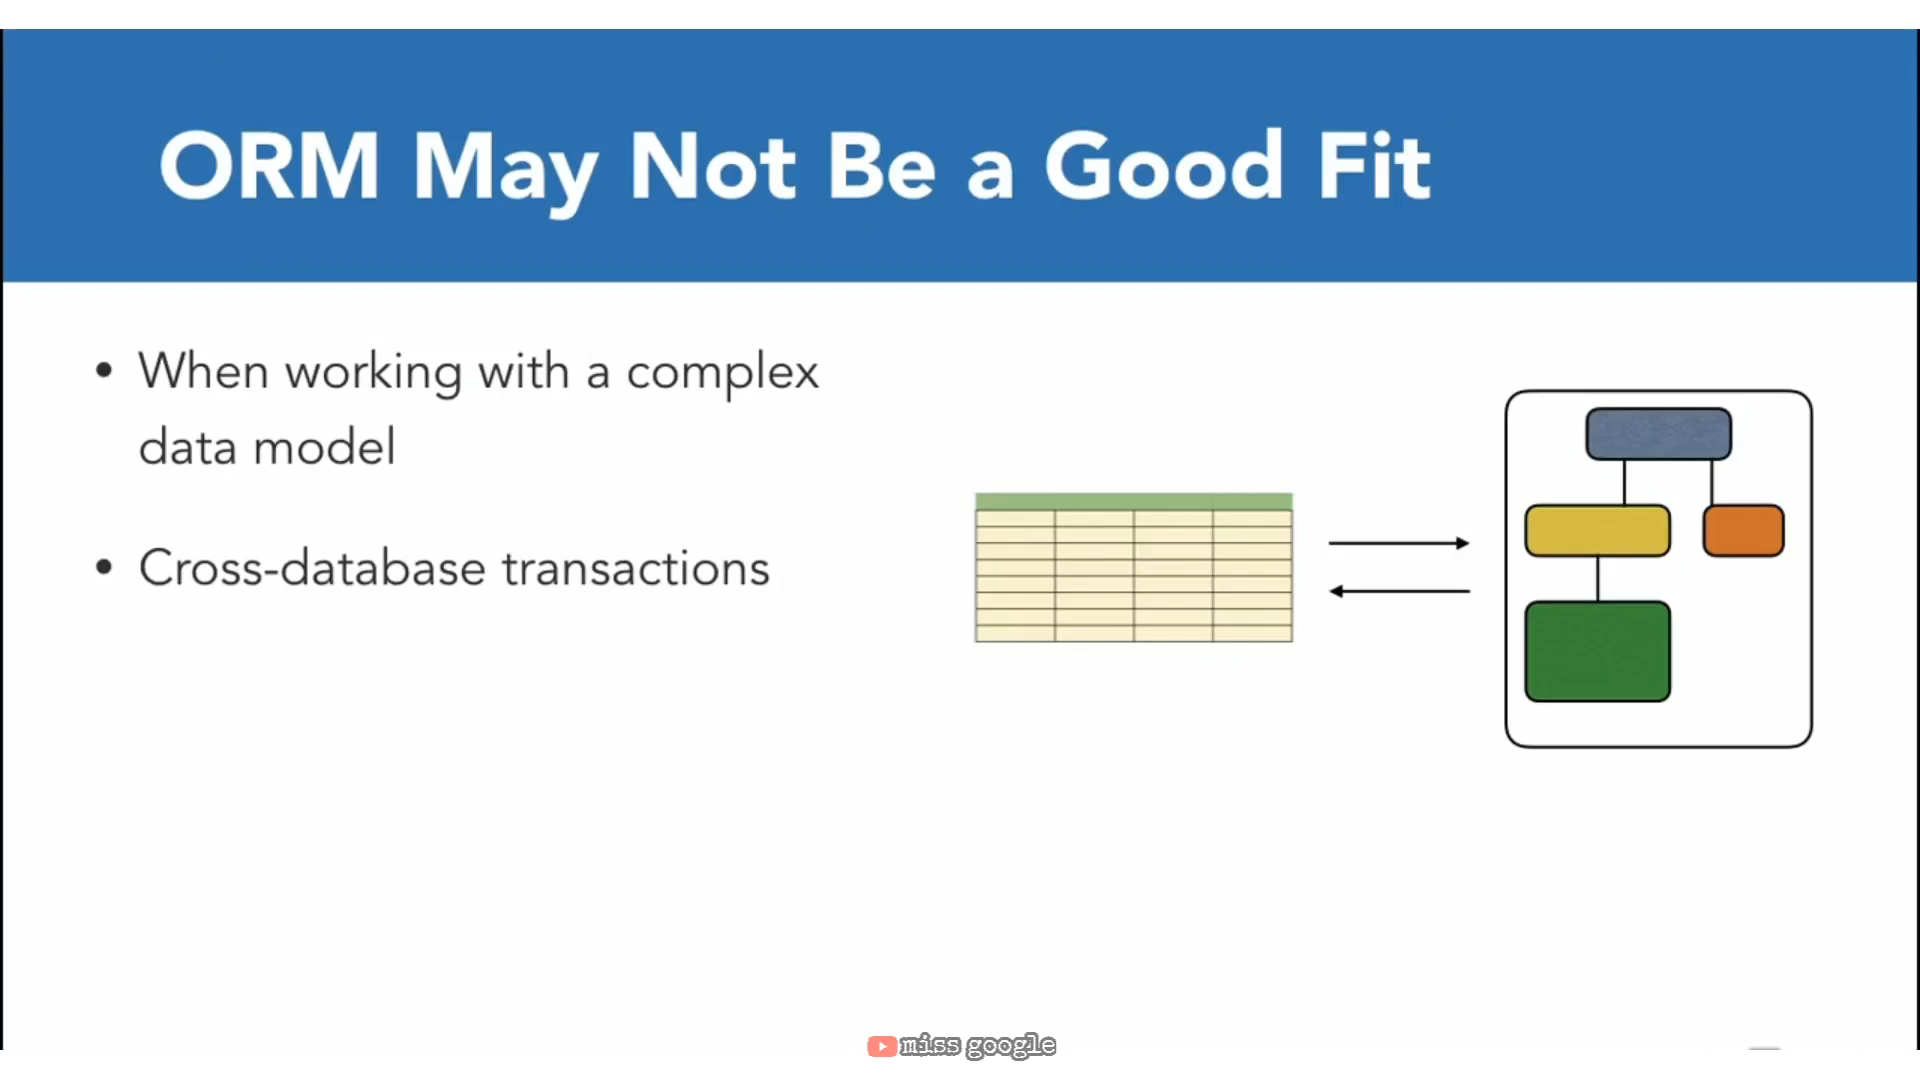 ORM May Not Be a Good Fit
• When working with a complex
data model
• Cross-database transactions
miss google